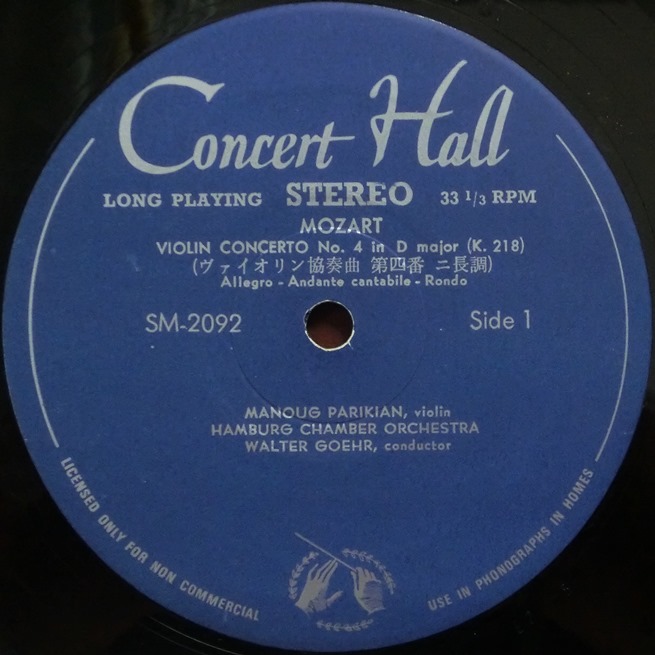 Concert Hall
LONG PLAYING STEREO 33 1/3 RPM
MOZART
VIOLIN CONCERTO No. 4 in D major (K. 218)
(ヴァイオリン協奏曲 第四番 ニ長調)
Allegro - Andante cantabile - Rondo
SM-2092 Side 1
MANOUG PARIKIAN, violin
HAMBURG CHAMBER ORCHESTRA
WALTER GOEHR, conductor
LICENSED ONLY FOR NON COMMERCIAL
USE IN PHONOGRAPHS IN HOMES